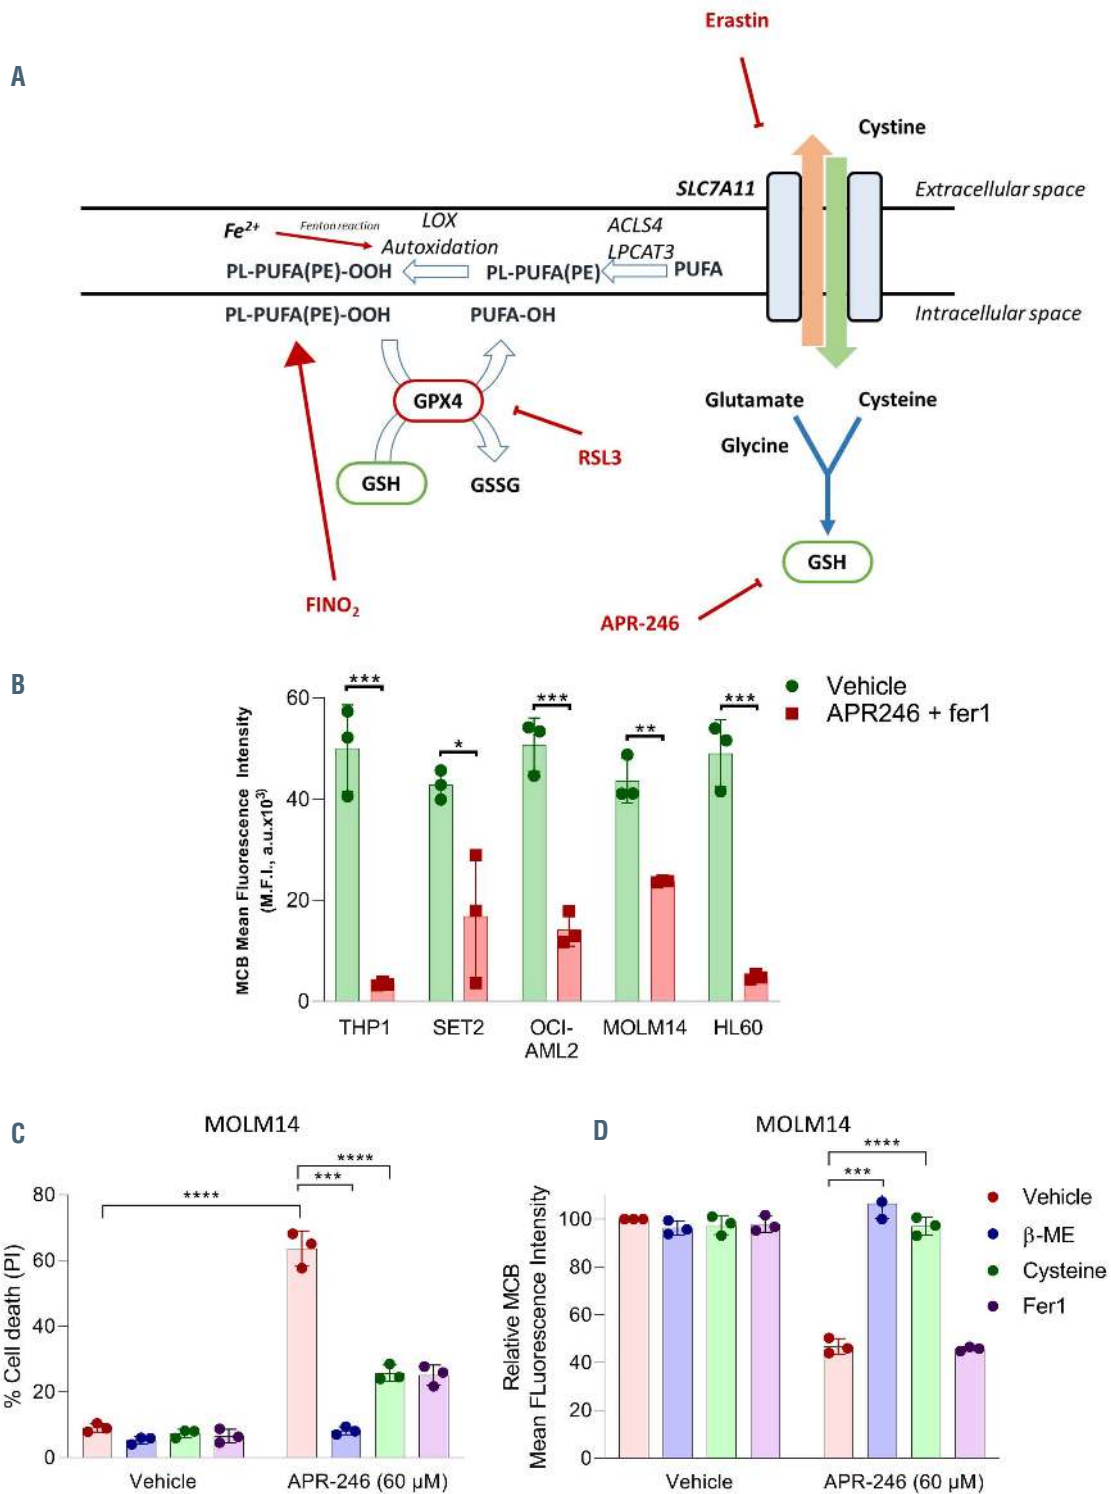 A
Erastin
Cystine
SLC7A11
Extracellular space
Fe2+
Fenton reaction
LOX
Autoxidation
ACLS4
LPCAT3
PL-PUFA(PE)-OOH
PL-PUFA(PE)
PUFA
PL-PUFA(PE)-OOH
PUFA-OH
Intracellular space
GPX4
Glutamate
Cysteine
Glycine
RSL3
GSH
GSSG
GSH
FINO2
APR-246
B
MCB Mean Fluorescence Intensity
(M.F.I., a.u.x10³)
60
40
20
0
***
*
***
**
***
Vehicle
APR246 + fer1
THP1
SET2
OCI-
AML2
MOLM14
HL60
C
MOLM14
% Cell death (PI)
80
60
40
20
0
****
***
****
Vehicle
APR-246 (60 µM)
D
MOLM14
Relative MCB
Mean FLuorescence Intensity
100
80
60
40
20
0
****
***
Vehicle
APR-246 (60 µM)
Vehicle
β-ME
Cysteine
Fer1